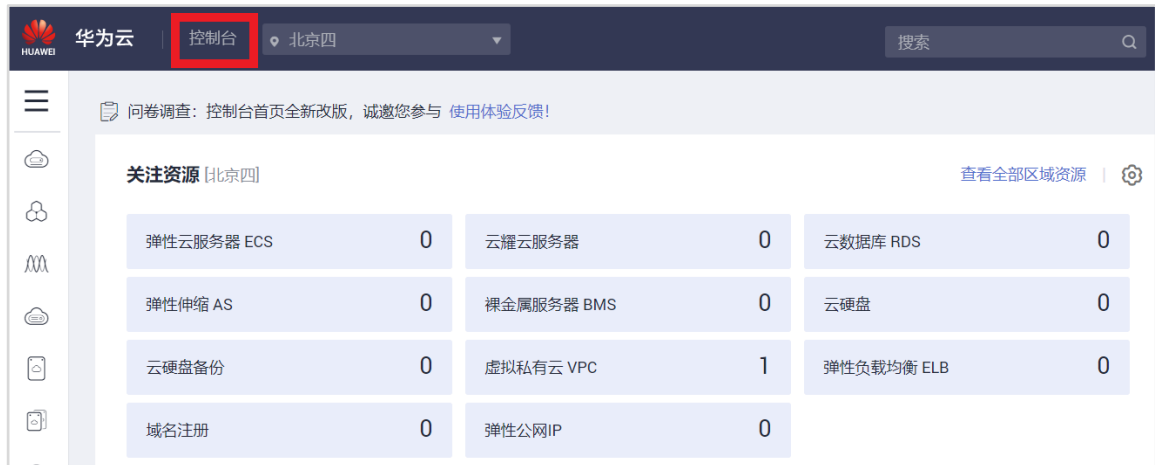 HUAWEI 华为云 控制台 北京四 搜索
问卷调查：控制台首页全新改版，诚邀您参与 使用体验反馈！
关注资源 [北京四] 查看全部区域资源
弹性云服务器 ECS 0 云耀云服务器 0 云数据库 RDS 0
弹性伸缩 AS 0 裸金属服务器 BMS 0 云硬盘 0
云硬盘备份 0 虚拟私有云 VPC 1 弹性负载均衡 ELB 0
域名注册 0 弹性公网IP 0